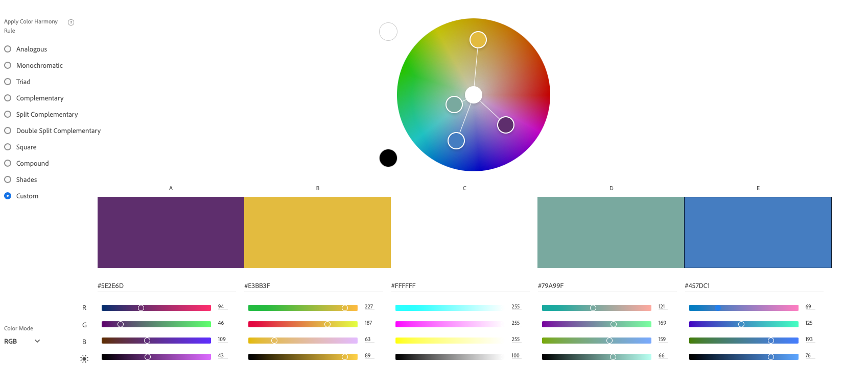 Apply Color Harmony
Rule
Analogous
Monochromatic
Triad
Complementary
Split Complementary
Double Split Complementary
Square
Compound
Shades
Custom
A B C D E
#5E2E6D #E3BB3F #FFFFFF #79A99F #457DC1
R 94 227 255 121 69
G 46 187 255 169 125
Color Mode
RGB
B 109 63 255 159 193
43 89 100 66 76